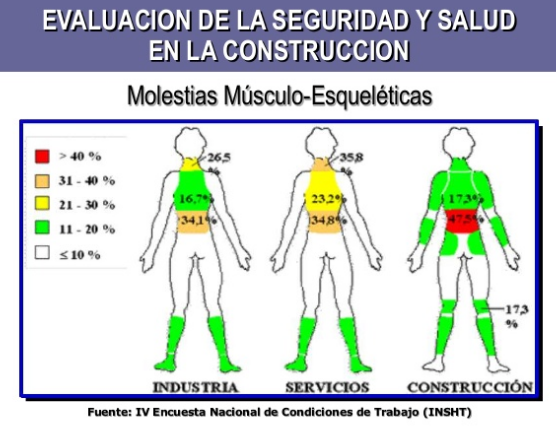 EVALUACION DE LA SEGURIDAD Y SALUD
EN LA CONSTRUCCION
Molestias Músculo-Esqueléticas
> 40 %
31 - 40 %
21 - 30 %
11 - 20 %
≤ 10 %
26,5
%
16,7%
34,1%
INDUSTRIA
35,8
%
23,2%
34,8%
SERVICIOS
17,3%
47,5%
17,3
%
CONSTRUCCIÓN
Fuente: IV Encuesta Nacional de Condiciones de Trabajo (INSHT)